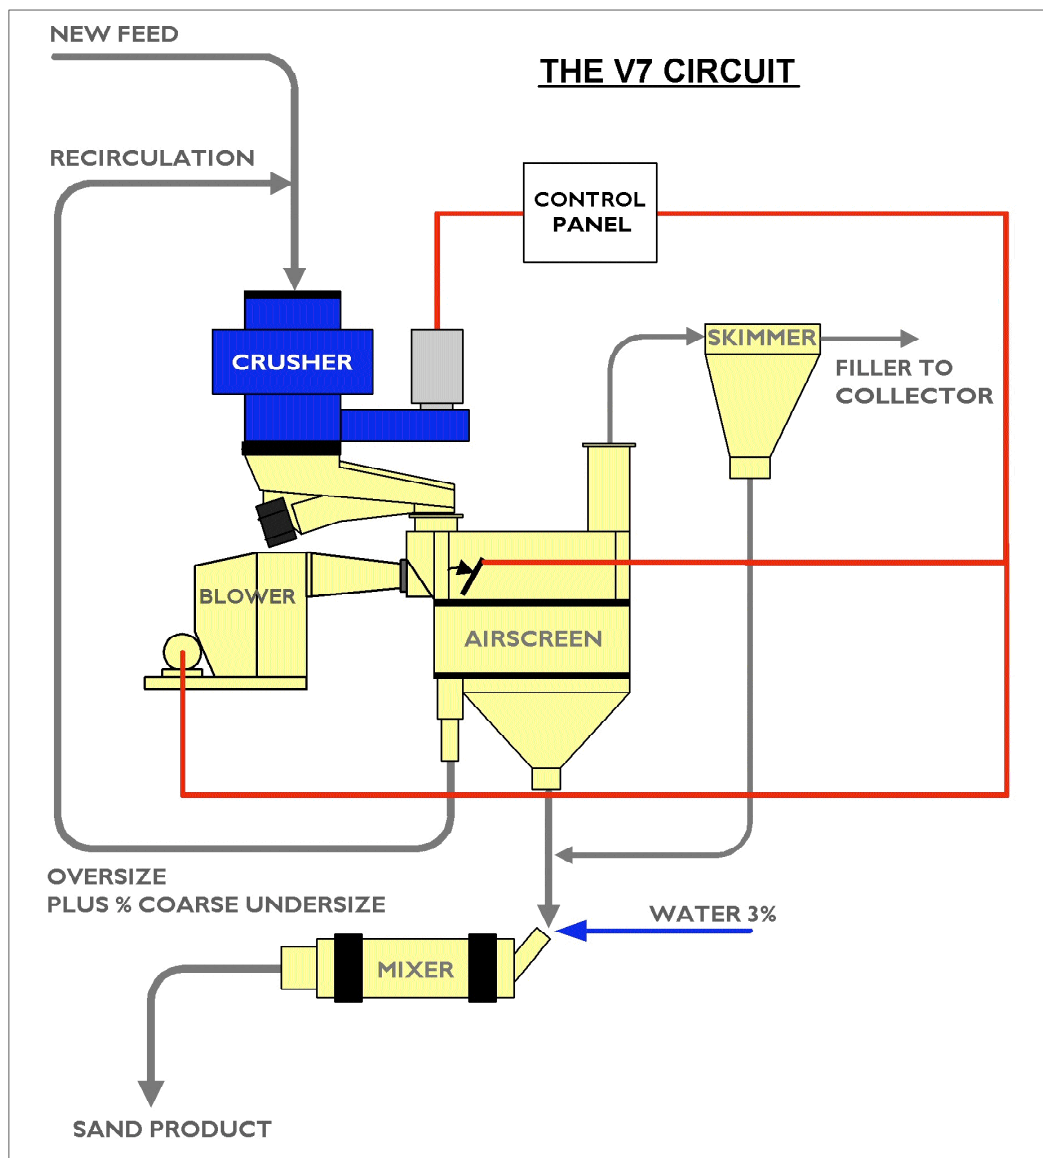 NEW FEED
THE V7 CIRCUIT
RECIRCULATION
CONTROL
PANEL
SKIMMER
CRUSHER
FILLER TO
COLLECTOR
BLOWER
AIRSCREEN
OVERSIZE
PLUS % COARSE UNDERSIZE
WATER 3%
MIXER
SAND PRODUCT